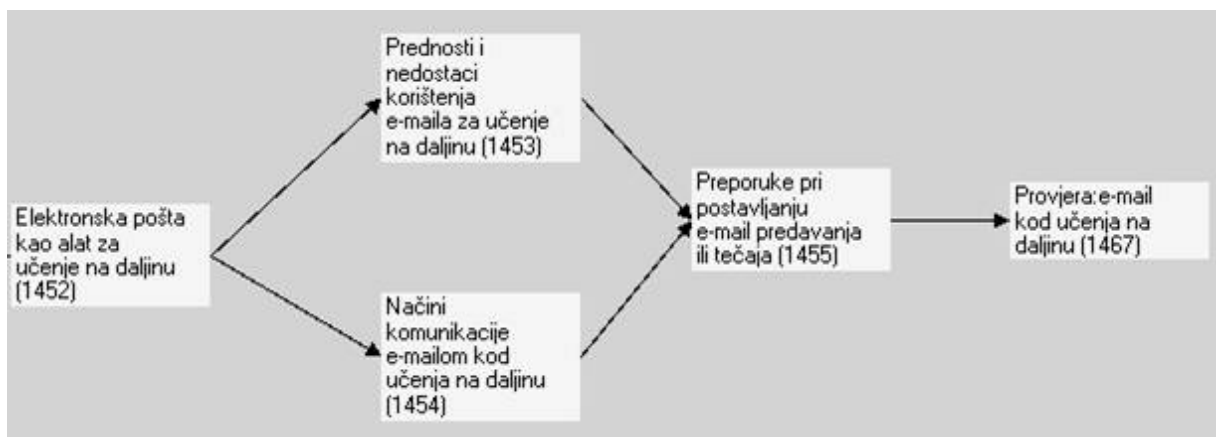 Elektronska pošta
kao alat za
učenje na daljinu
(1452)
Prednosti i
nedostaci
korištenja
e-maila za učenje
na daljinu (1453)
Načini
komunikacije
e-mailom kod
učenja na daljinu
(1454)
Preporuke pri
postavljanju
e-mail predavanja
ili tečaja (1455)
Provjera:e-mail
kod učenja na
daljinu (1467)